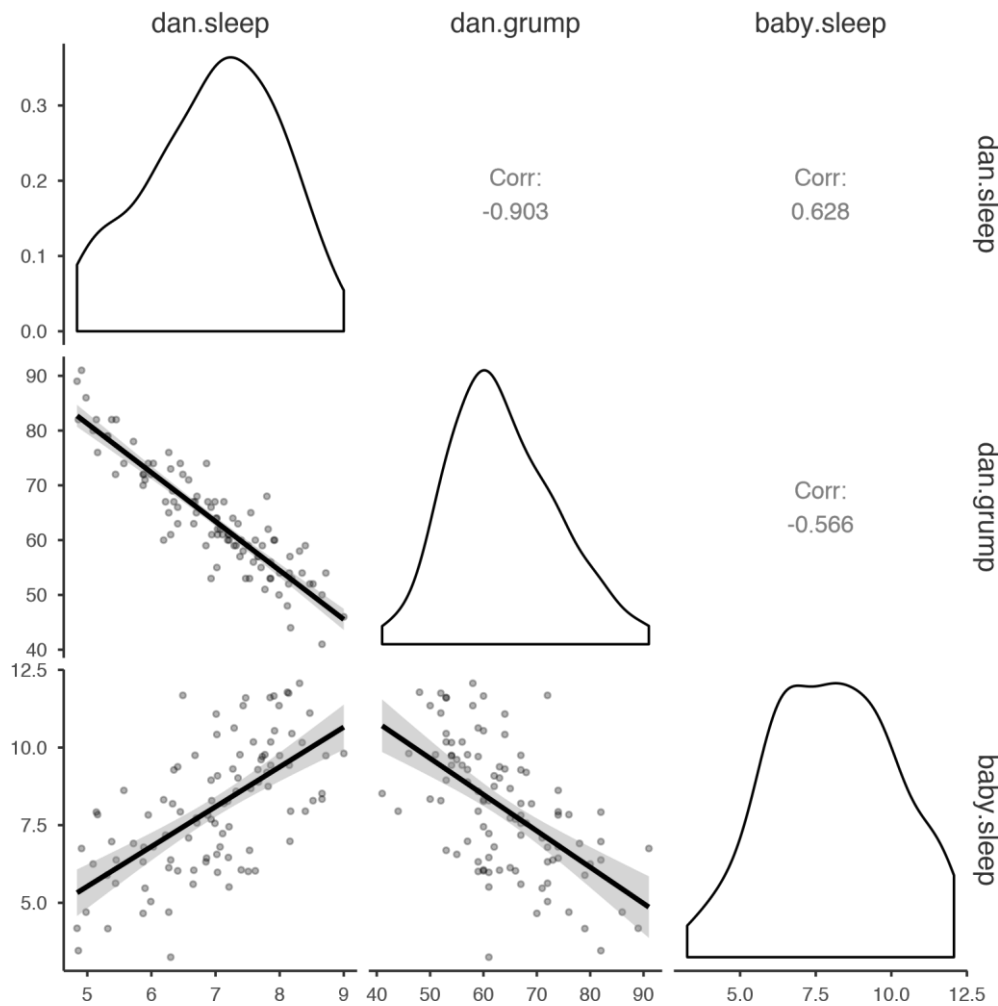 dan.sleep
dan.grump
baby.sleep
0.3
0.2
0.1
0.0
Corr:
-0.903
Corr:
0.628
dan.sleep
90
80
70
60
50
40
Corr:
-0.566
dan.grump
12.5
10.0
7.5
5.0
baby.sleep
5 6 7 8 9
40 50 60 70 80 90
5.0 7.5 10.0 12.5